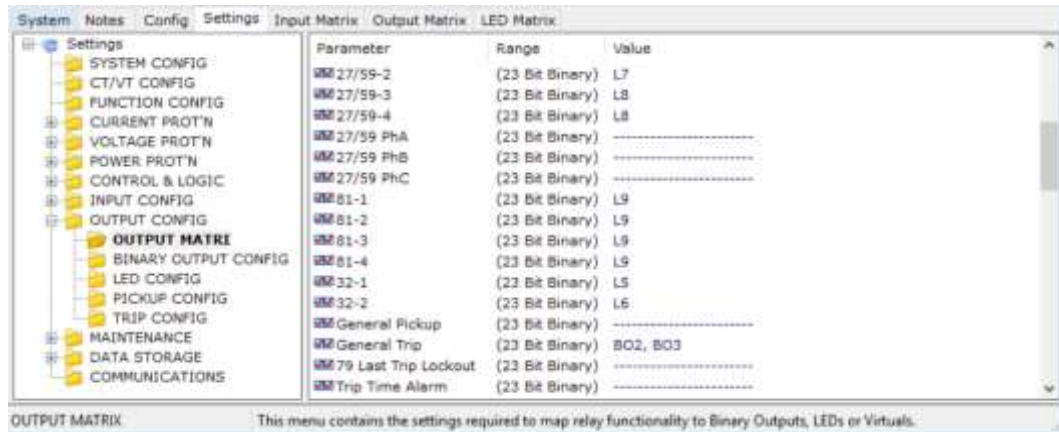 System Notes Config Settings Input Matrix Output Matrix LED Matrix
Settings
SYSTEM CONFIG
CT/VT CONFIG
FUNCTION CONFIG
CURRENT PROT'N
VOLTAGE PROT'N
POWER PROT'N
CONTROL & LOGIC
INPUT CONFIG
OUTPUT CONFIG
OUTPUT MATRI
BINARY OUTPUT CONFIG
LED CONFIG
PICKUP CONFIG
TRIP CONFIG
MAINTENANCE
DATA STORAGE
COMMUNICATIONS
Parameter Range Value
27/59-2 (23 Bit Binary) L7
27/59-3 (23 Bit Binary) L8
27/59-4 (23 Bit Binary) L8
27/59 PhA (23 Bit Binary) -----------------------
27/59 PhB (23 Bit Binary) -----------------------
27/59 PhC (23 Bit Binary) -----------------------
81-1 (23 Bit Binary) L9
81-2 (23 Bit Binary) L9
81-3 (23 Bit Binary) L9
81-4 (23 Bit Binary) L9
32-1 (23 Bit Binary) L5
32-2 (23 Bit Binary) L6
General Pickup (23 Bit Binary) -----------------------
General Trip (23 Bit Binary) BO2, BO3
79 Last Trip Lockout (23 Bit Binary) -----------------------
Trip Time Alarm (23 Bit Binary) -----------------------
OUTPUT MATRIX This menu contains the settings required to map relay functionality to Binary Outputs, LEDs or Virtuals.